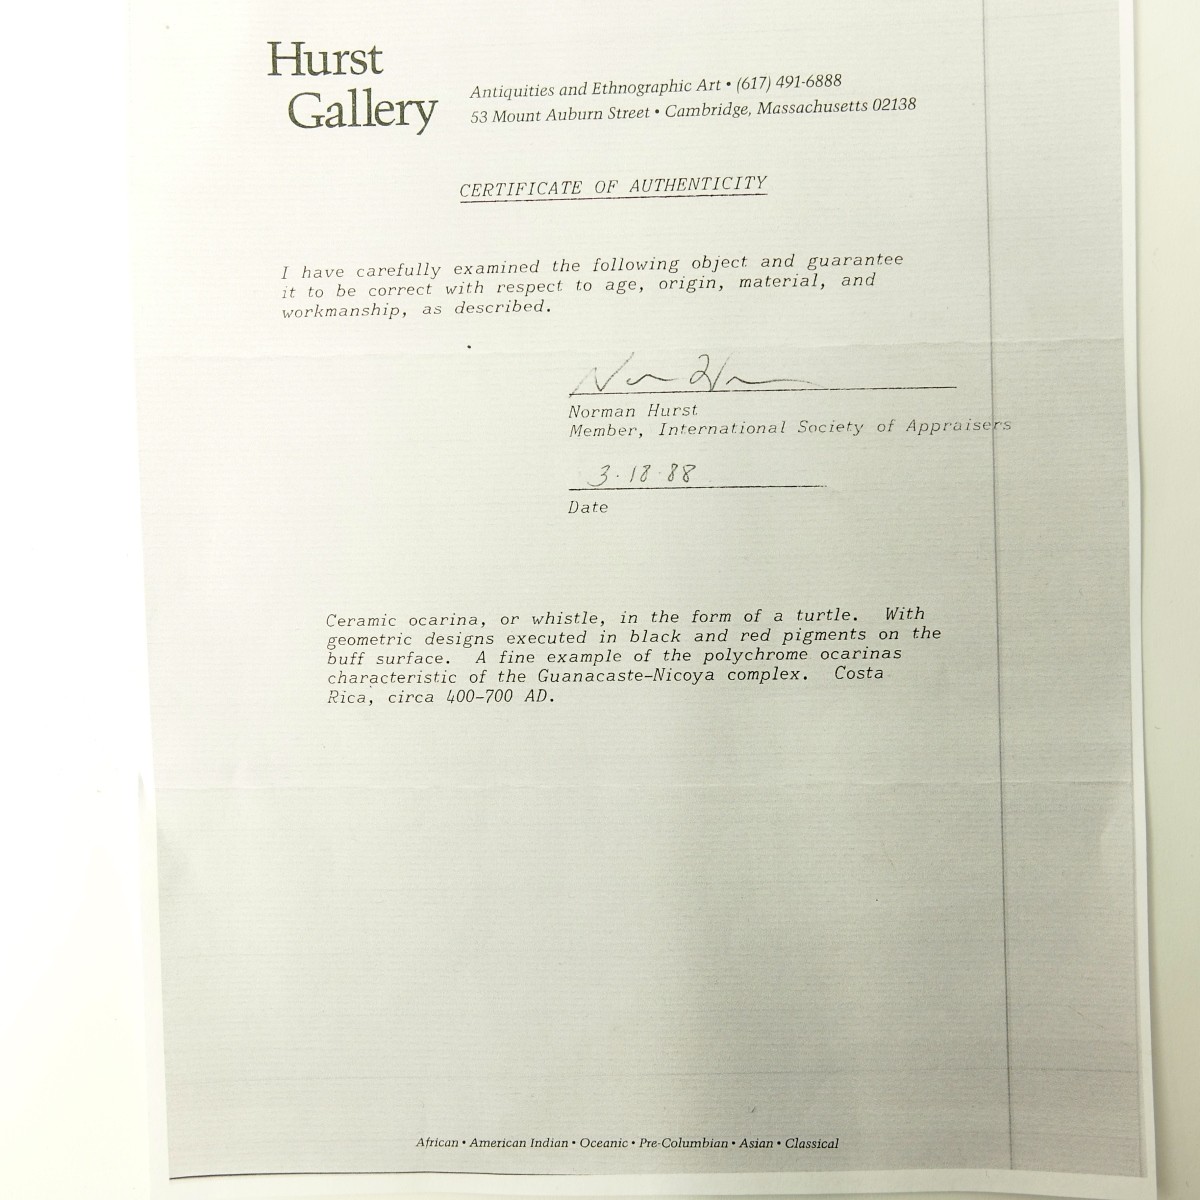 Hurst
Gallery
Antiquities and Ethnographic Art • (617) 491-6888
53 Mount Auburn Street • Cambridge, Massachusetts 02138
CERTIFICATE OF AUTHENTICITY
I have carefully examined the following object and guarantee
it to be correct with respect to age, origin, material, and
workmanship, as described.
Norman Hurst
Member, International Society of Appraisers
3·18·88
Date
Ceramic ocarina, or whistle, in the form of a turtle. With
geometric designs executed in black and red pigments on the
buff surface. A fine example of the polychrome ocarinas
characteristic of the Guanacaste-Nicoya complex. Costa
Rica, circa 400-700 AD.
African • American Indian • Oceanic • Pre-Columbian • Asian • Classical